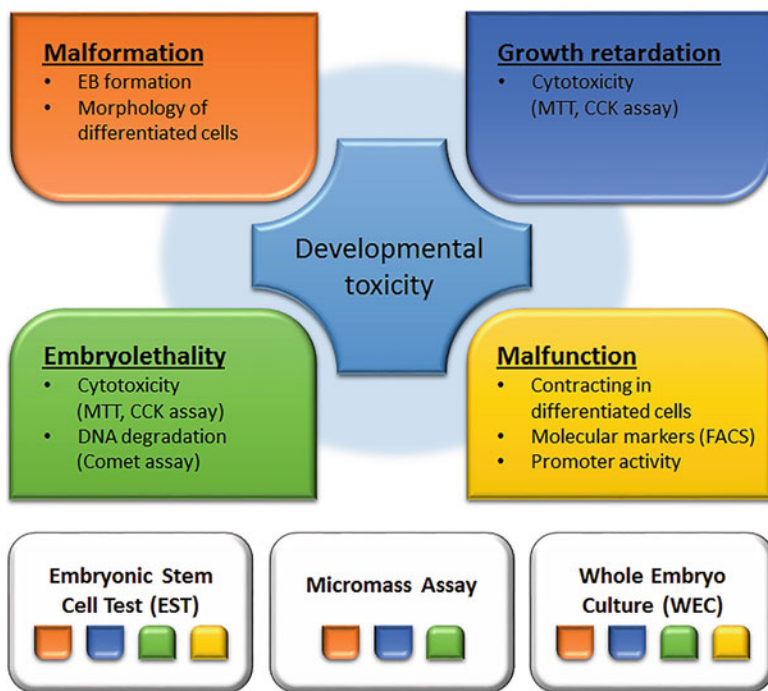 Malformation
• EB formation
• Morphology of
differentiated cells
Growth retardation
• Cytotoxicity
(MTT, CCK assay)
Developmental
toxicity
Embryolethality
• Cytotoxicity
(MTT, CCK assay)
• DNA degradation
(Comet assay)
Malfunction
• Contracting in
differentiated cells
• Molecular markers (FACS)
• Promoter activity
Embryonic Stem
Cell Test (EST)
Micromass Assay
Whole Embryo
Culture (WEC)